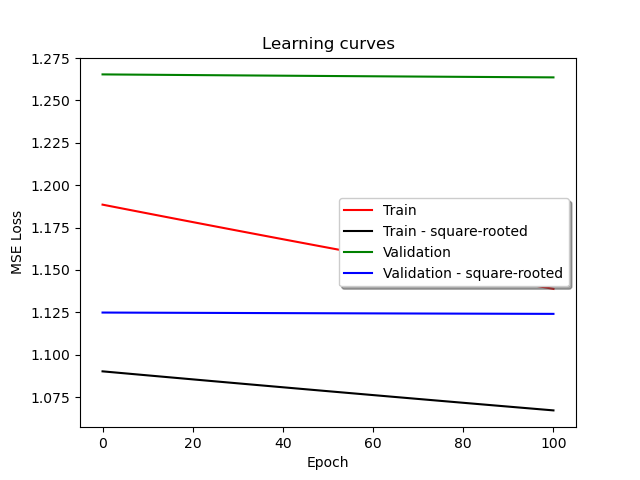 Learning curves
MSE Loss
1.275
1.250
1.225
1.200
1.175
1.150
1.125
1.100
1.075
Train
Train - square-rooted
Validation
Validation - square-rooted
0 20 40 60 80 100
Epoch